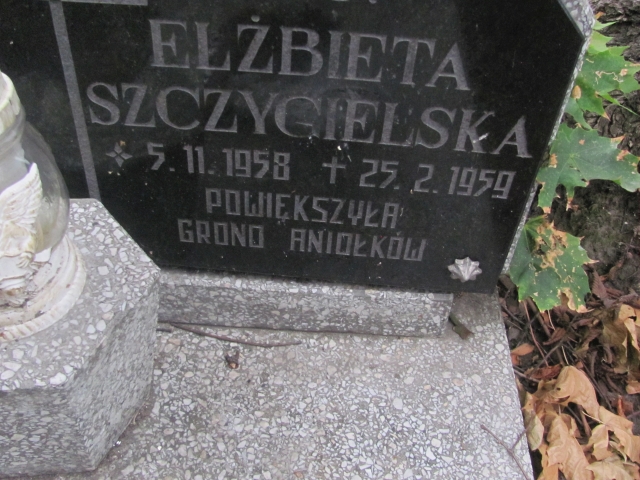 ELŻBIETA
SZCZYGIELSKA
5.11.1958 † 25.2.1959
POWIĘKSZYŁA
GRONO ANIOŁKÓW